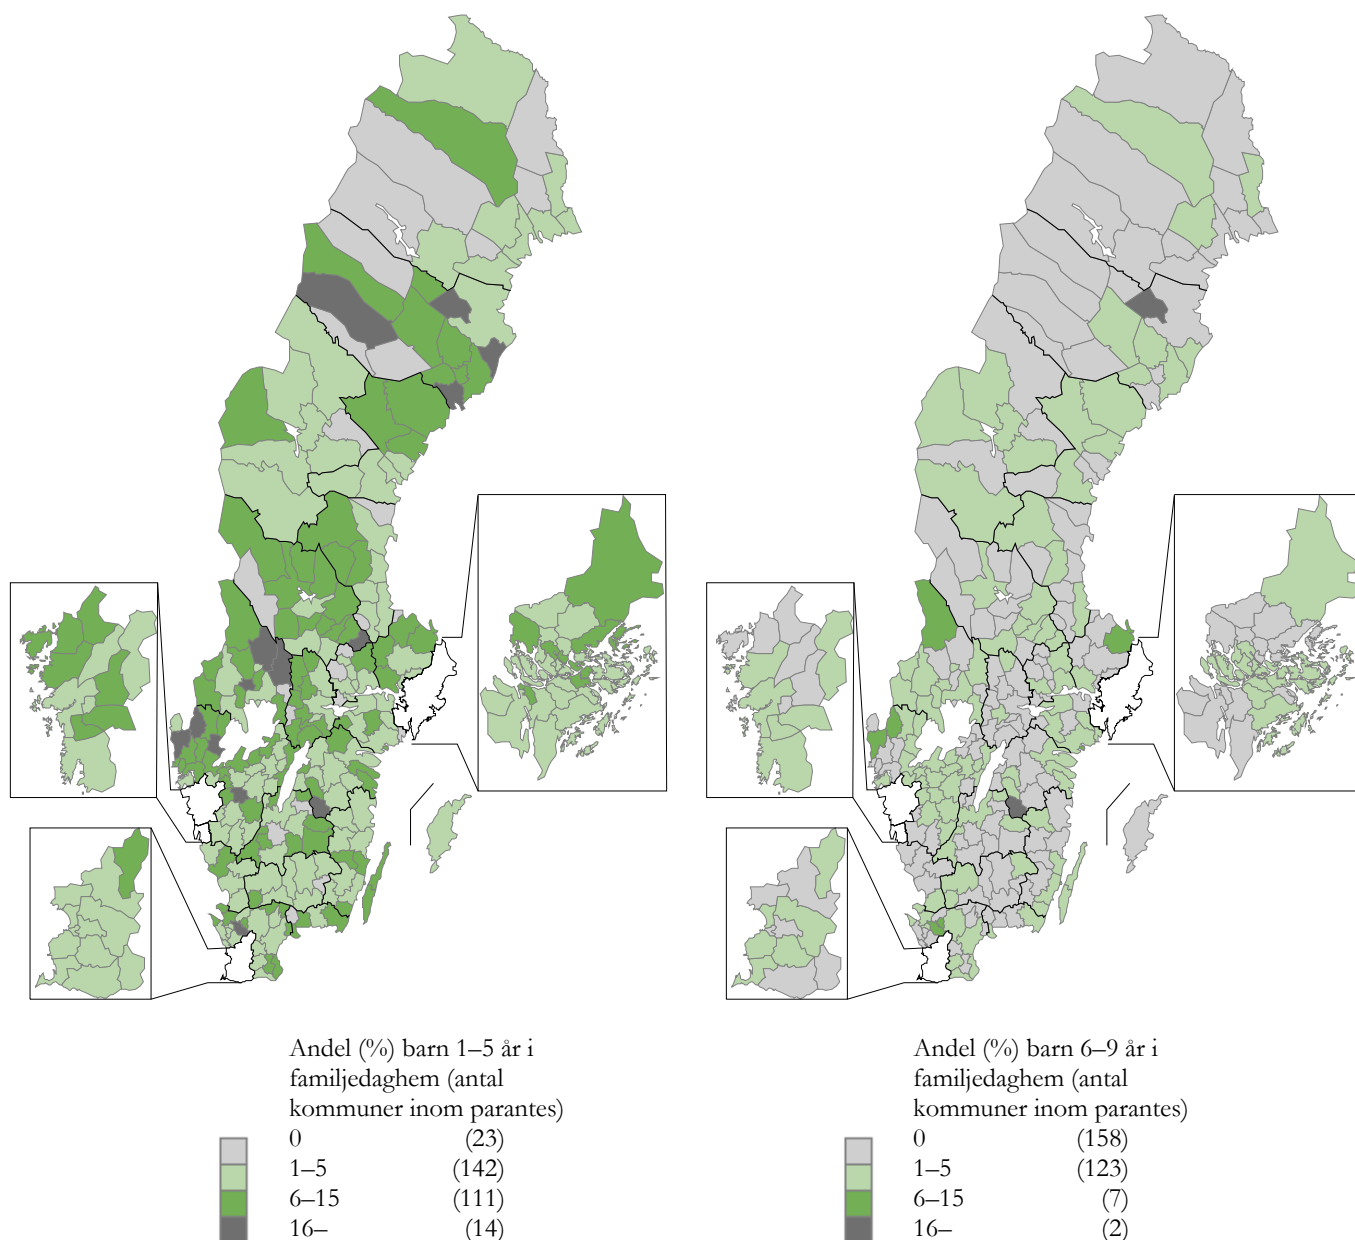 Andel (%) barn 1–5 år i
familjedaghem (antal
kommuner inom parantes)
0 (23)
1–5 (142)
6–15 (111)
16– (14)
Andel (%) barn 6–9 år i
familjedaghem (antal
kommuner inom parantes)
0 (158)
1–5 (123)
6–15 (7)
16– (2)